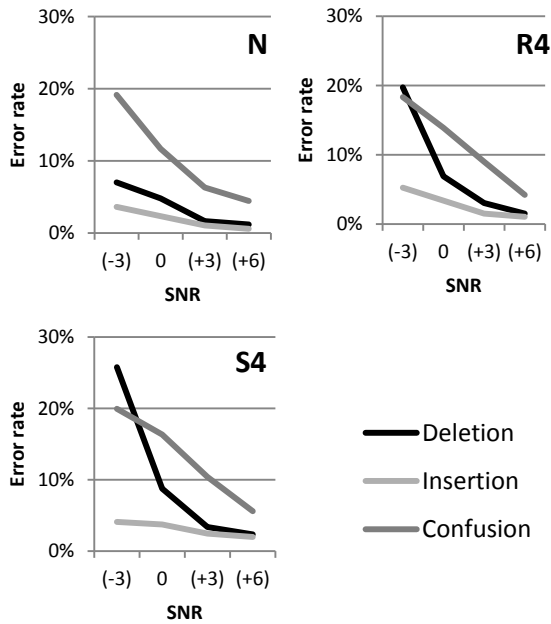 N
30%
20%
10%
0%
Error rate
(-3) 0 (+3) (+6)
SNR
R4
30%
20%
10%
0%
Error rate
(-3) 0 (+3) (+6)
SNR
S4
30%
20%
10%
0%
Error rate
(-3) 0 (+3) (+6)
SNR
Deletion
Insertion
Confusion